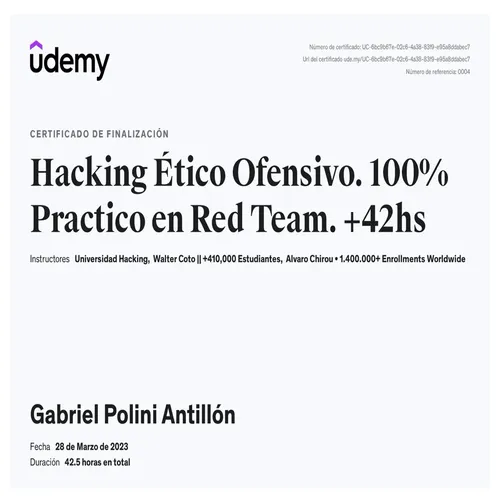 udemy
Número de certificado: UC-6bc9b6f7e-02c6-4a38-83f9-e95a8ddabec7
Url del certificado: ude.my/UC-6bc9b6f7e-02c6-4a38-83f9-e95a8ddabec7
Número de referencia: 0004
CERTIFICADO DE FINALIZACIÓN
Hacking Ético Ofensivo. 100%
Practico en Red Team. +42hs
Instructores Universidad Hacking, Walter Coto || +410,000 Estudiantes, Alvaro Chirou • 1.400.000+ Enrollments Worldwide
Gabriel Polini Antillón
Fecha 28 de Marzo de 2023
Duración 42.5 horas en total